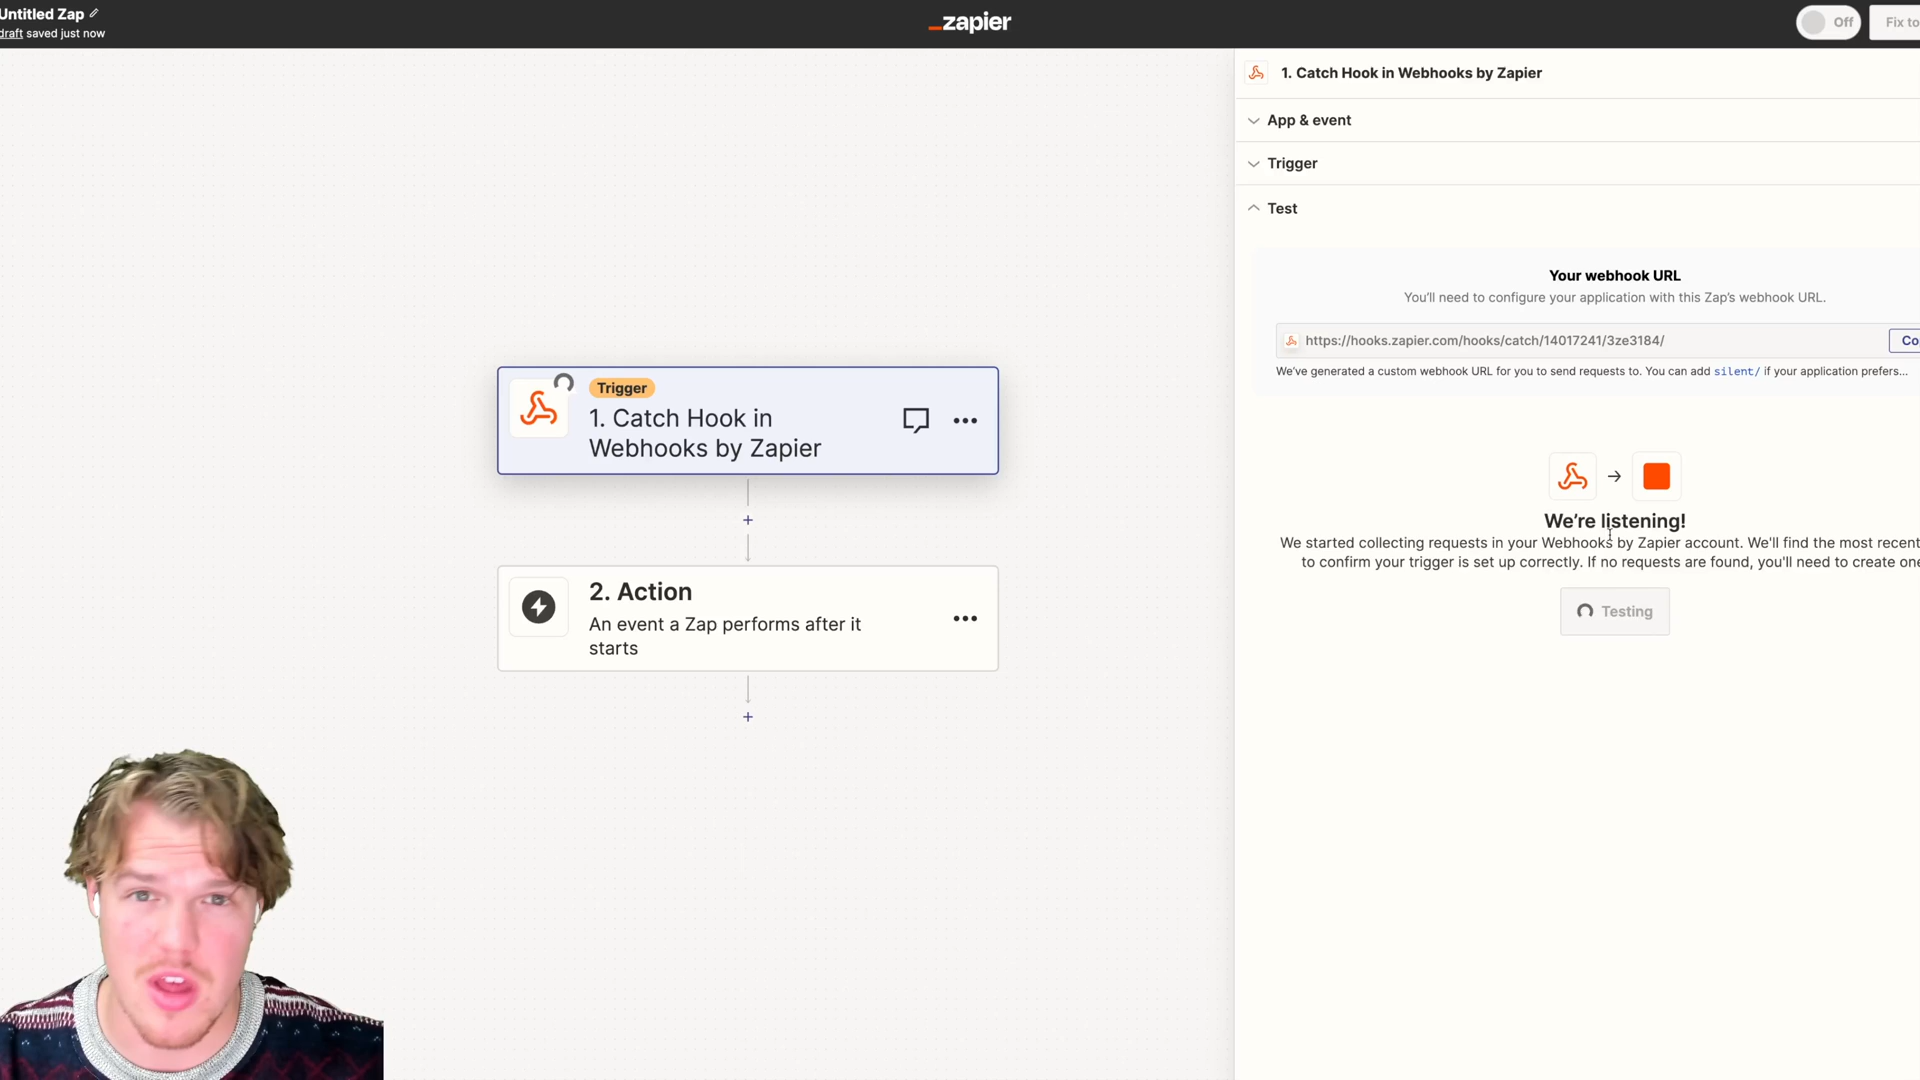 Untitled Zap
draft saved just now
zapier
Off
Fix to
1. Catch Hook in Webhooks by Zapier
App & event
Trigger
Test
Your webhook URL
You'll need to configure your application with this Zap's webhook URL.
https://hooks.zapier.com/hooks/catch/14017241/3ze3184/
Co
We've generated a custom webhook URL for you to send requests to. You can add silent/ if your application prefers...
We're listening!
We started collecting requests in your Webhooks by Zapier account. We'll find the most recent
to confirm your trigger is set up correctly. If no requests are found, you'll need to create one
Testing
Trigger
1. Catch Hook in
Webhooks by Zapier
2. Action
An event a Zap performs after it
starts